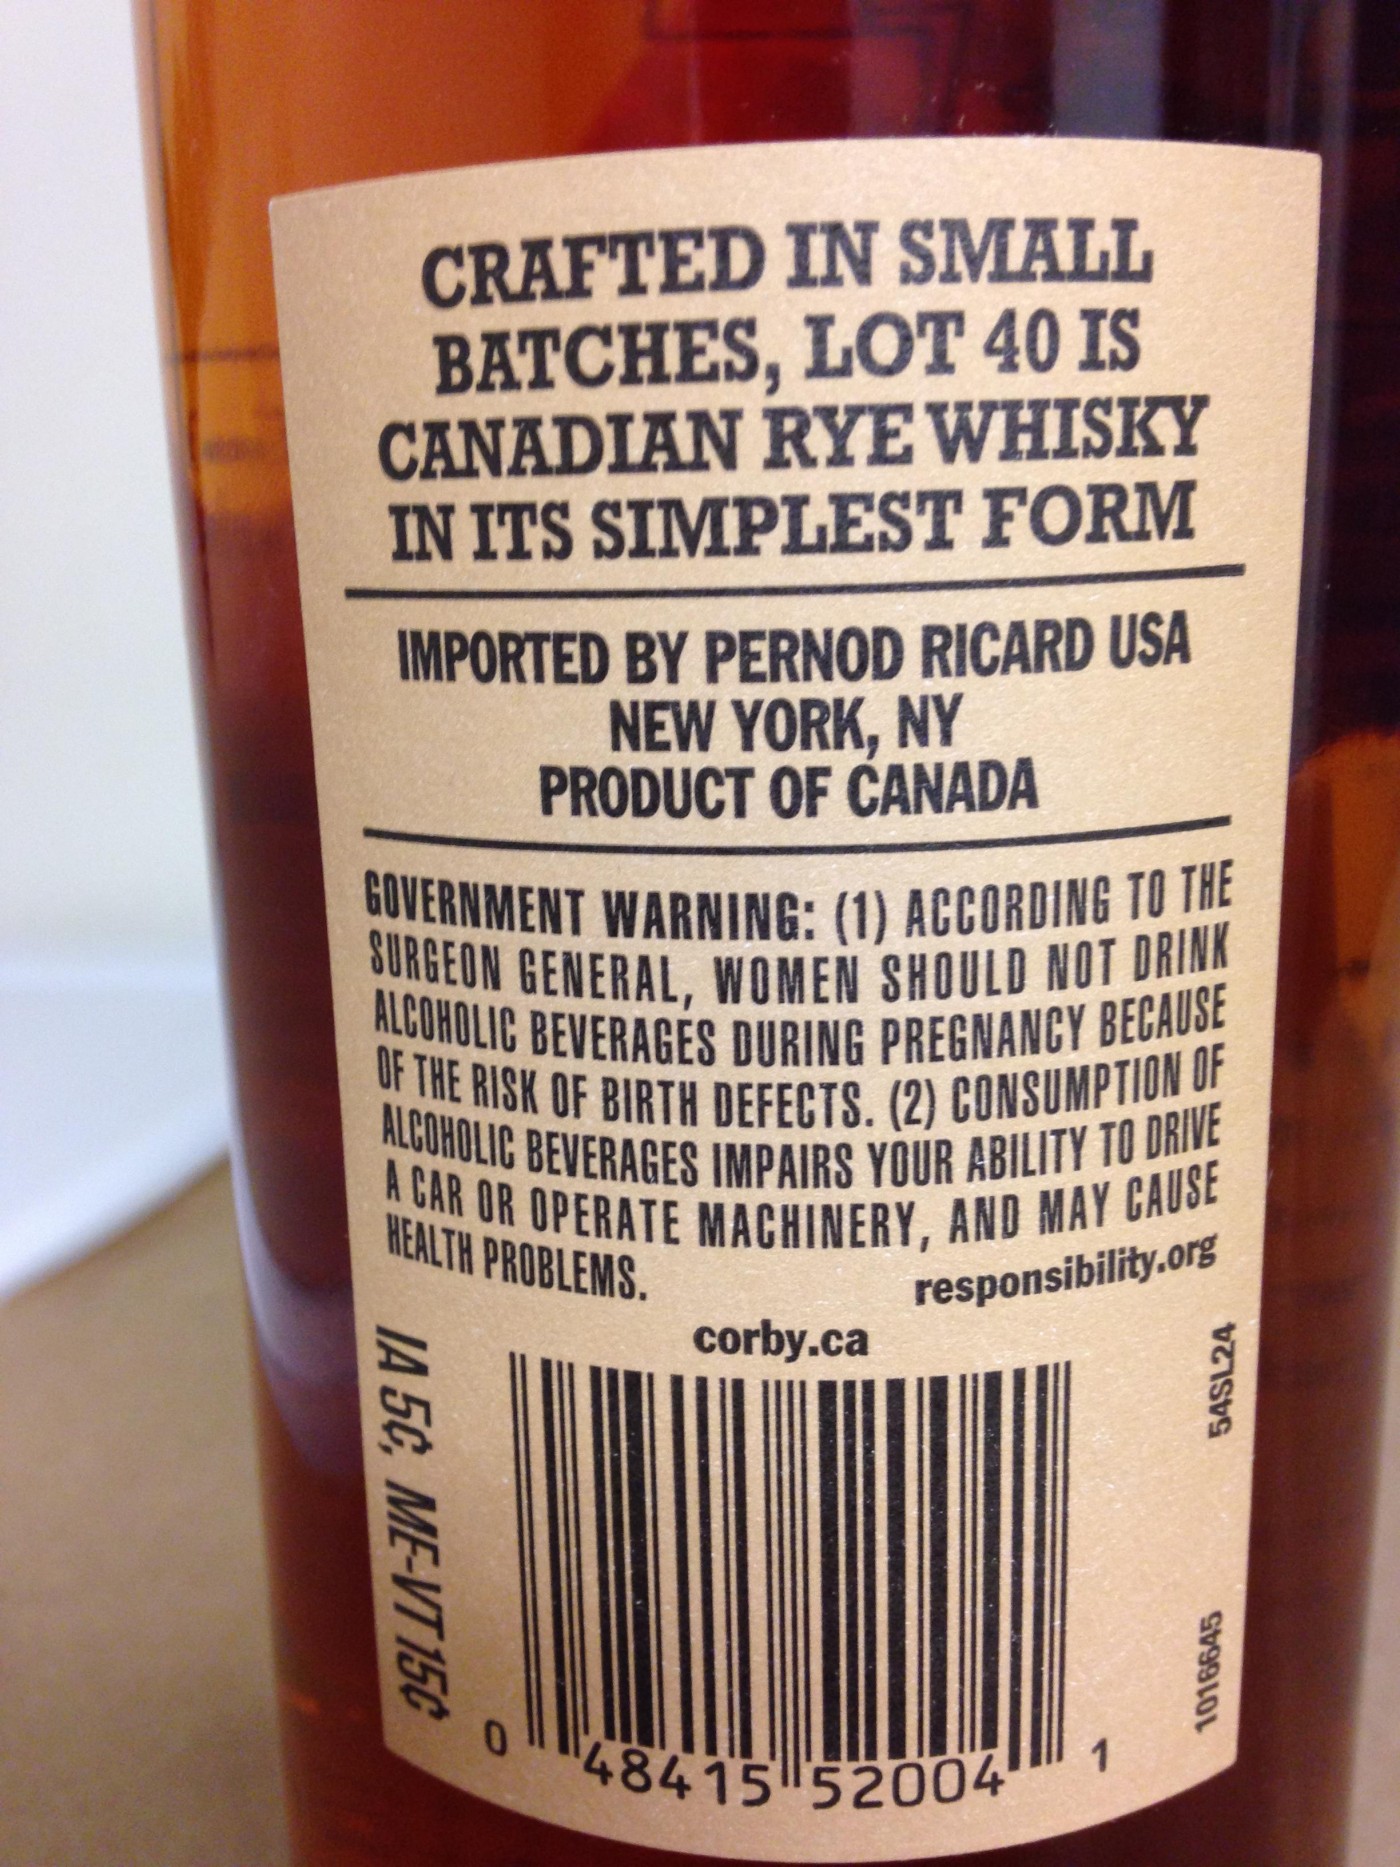 CRAFTED IN SMALL
BATCHES, LOT 40 IS
CANADIAN RYE WHISKY
IN ITS SIMPLEST FORM
IMPORTED BY PERNOD RICARD USA
NEW YORK, NY
PRODUCT OF CANADA
GOVERNMENT WARNING: (1) ACCORDING TO THE
SURGEON GENERAL, WOMEN SHOULD NOT DRINK
ALCOHOLIC BEVERAGES DURING PREGNANCY BECAUSE
OF THE RISK OF BIRTH DEFECTS. (2) CONSUMPTION OF
ALCOHOLIC BEVERAGES IMPAIRS YOUR ABILITY TO DRIVE
A CAR OR OPERATE MACHINERY, AND MAY CAUSE
HEALTH PROBLEMS.
responsibility.org
corby.ca
IA 5¢, ME-VT 15¢
54SL24
1016645
0 48415 52004 1